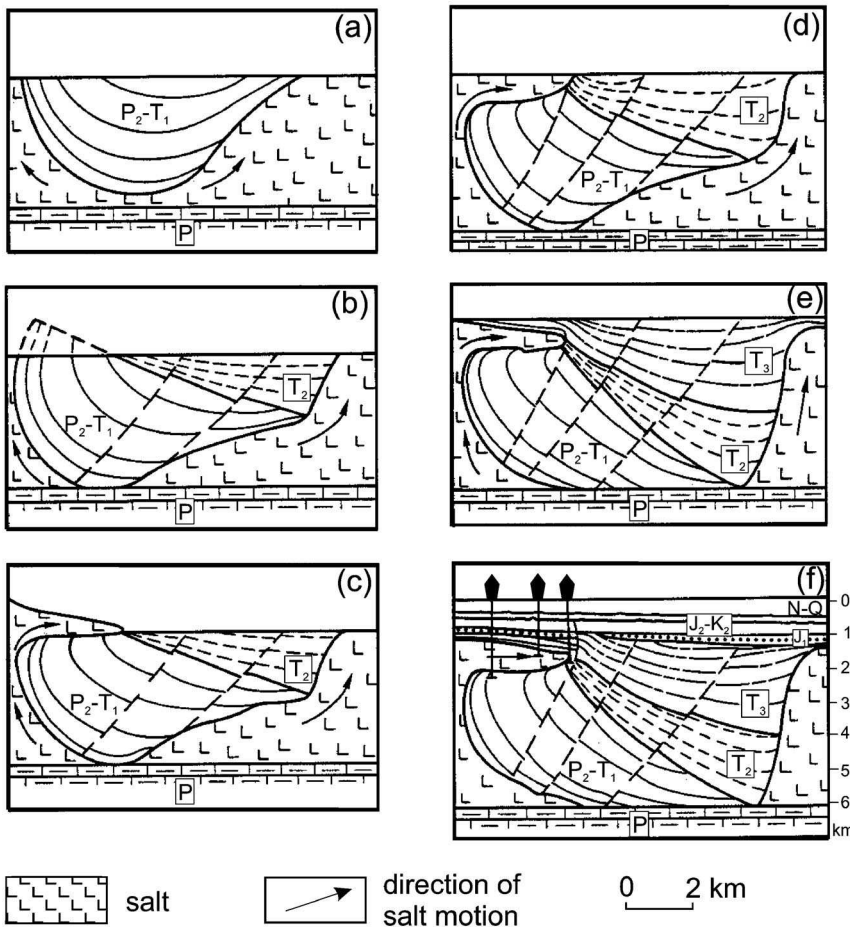 (a)
P₂-T₁
P
(b)
T₂
P₂-T₁
P
(c)
T₂
P₂-T₁
P
(d)
T₂
P₂-T₁
P
(e)
T₃
P₂-T₁
T₂
P
(f)
0
N-Q
J₂-K₂
1
J₁
2
T₃
3
4
P₂-T₁
T₂
5
6
P
km
salt
direction of
salt motion
0 2 km